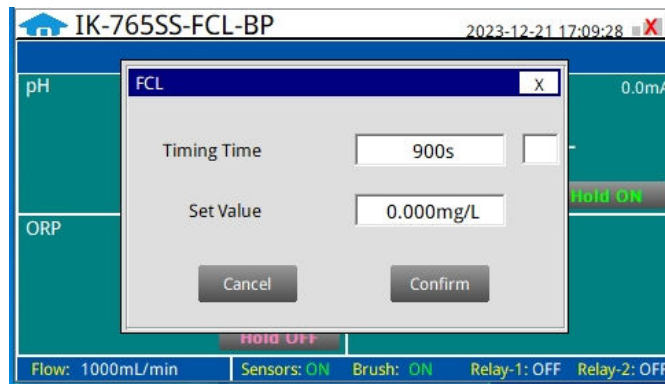 IK-765SS-FCL-BP
2023-12-21 17:09:28
X
pH
0.0mA
FCL
X
Timing Time
900s
Set Value
0.000mg/L
Hold ON
ORP
Cancel
Confirm
Hold OFF
Flow: 1000mL/min
Sensors: ON
Brush: ON
Relay-1: OFF
Relay-2: OFF